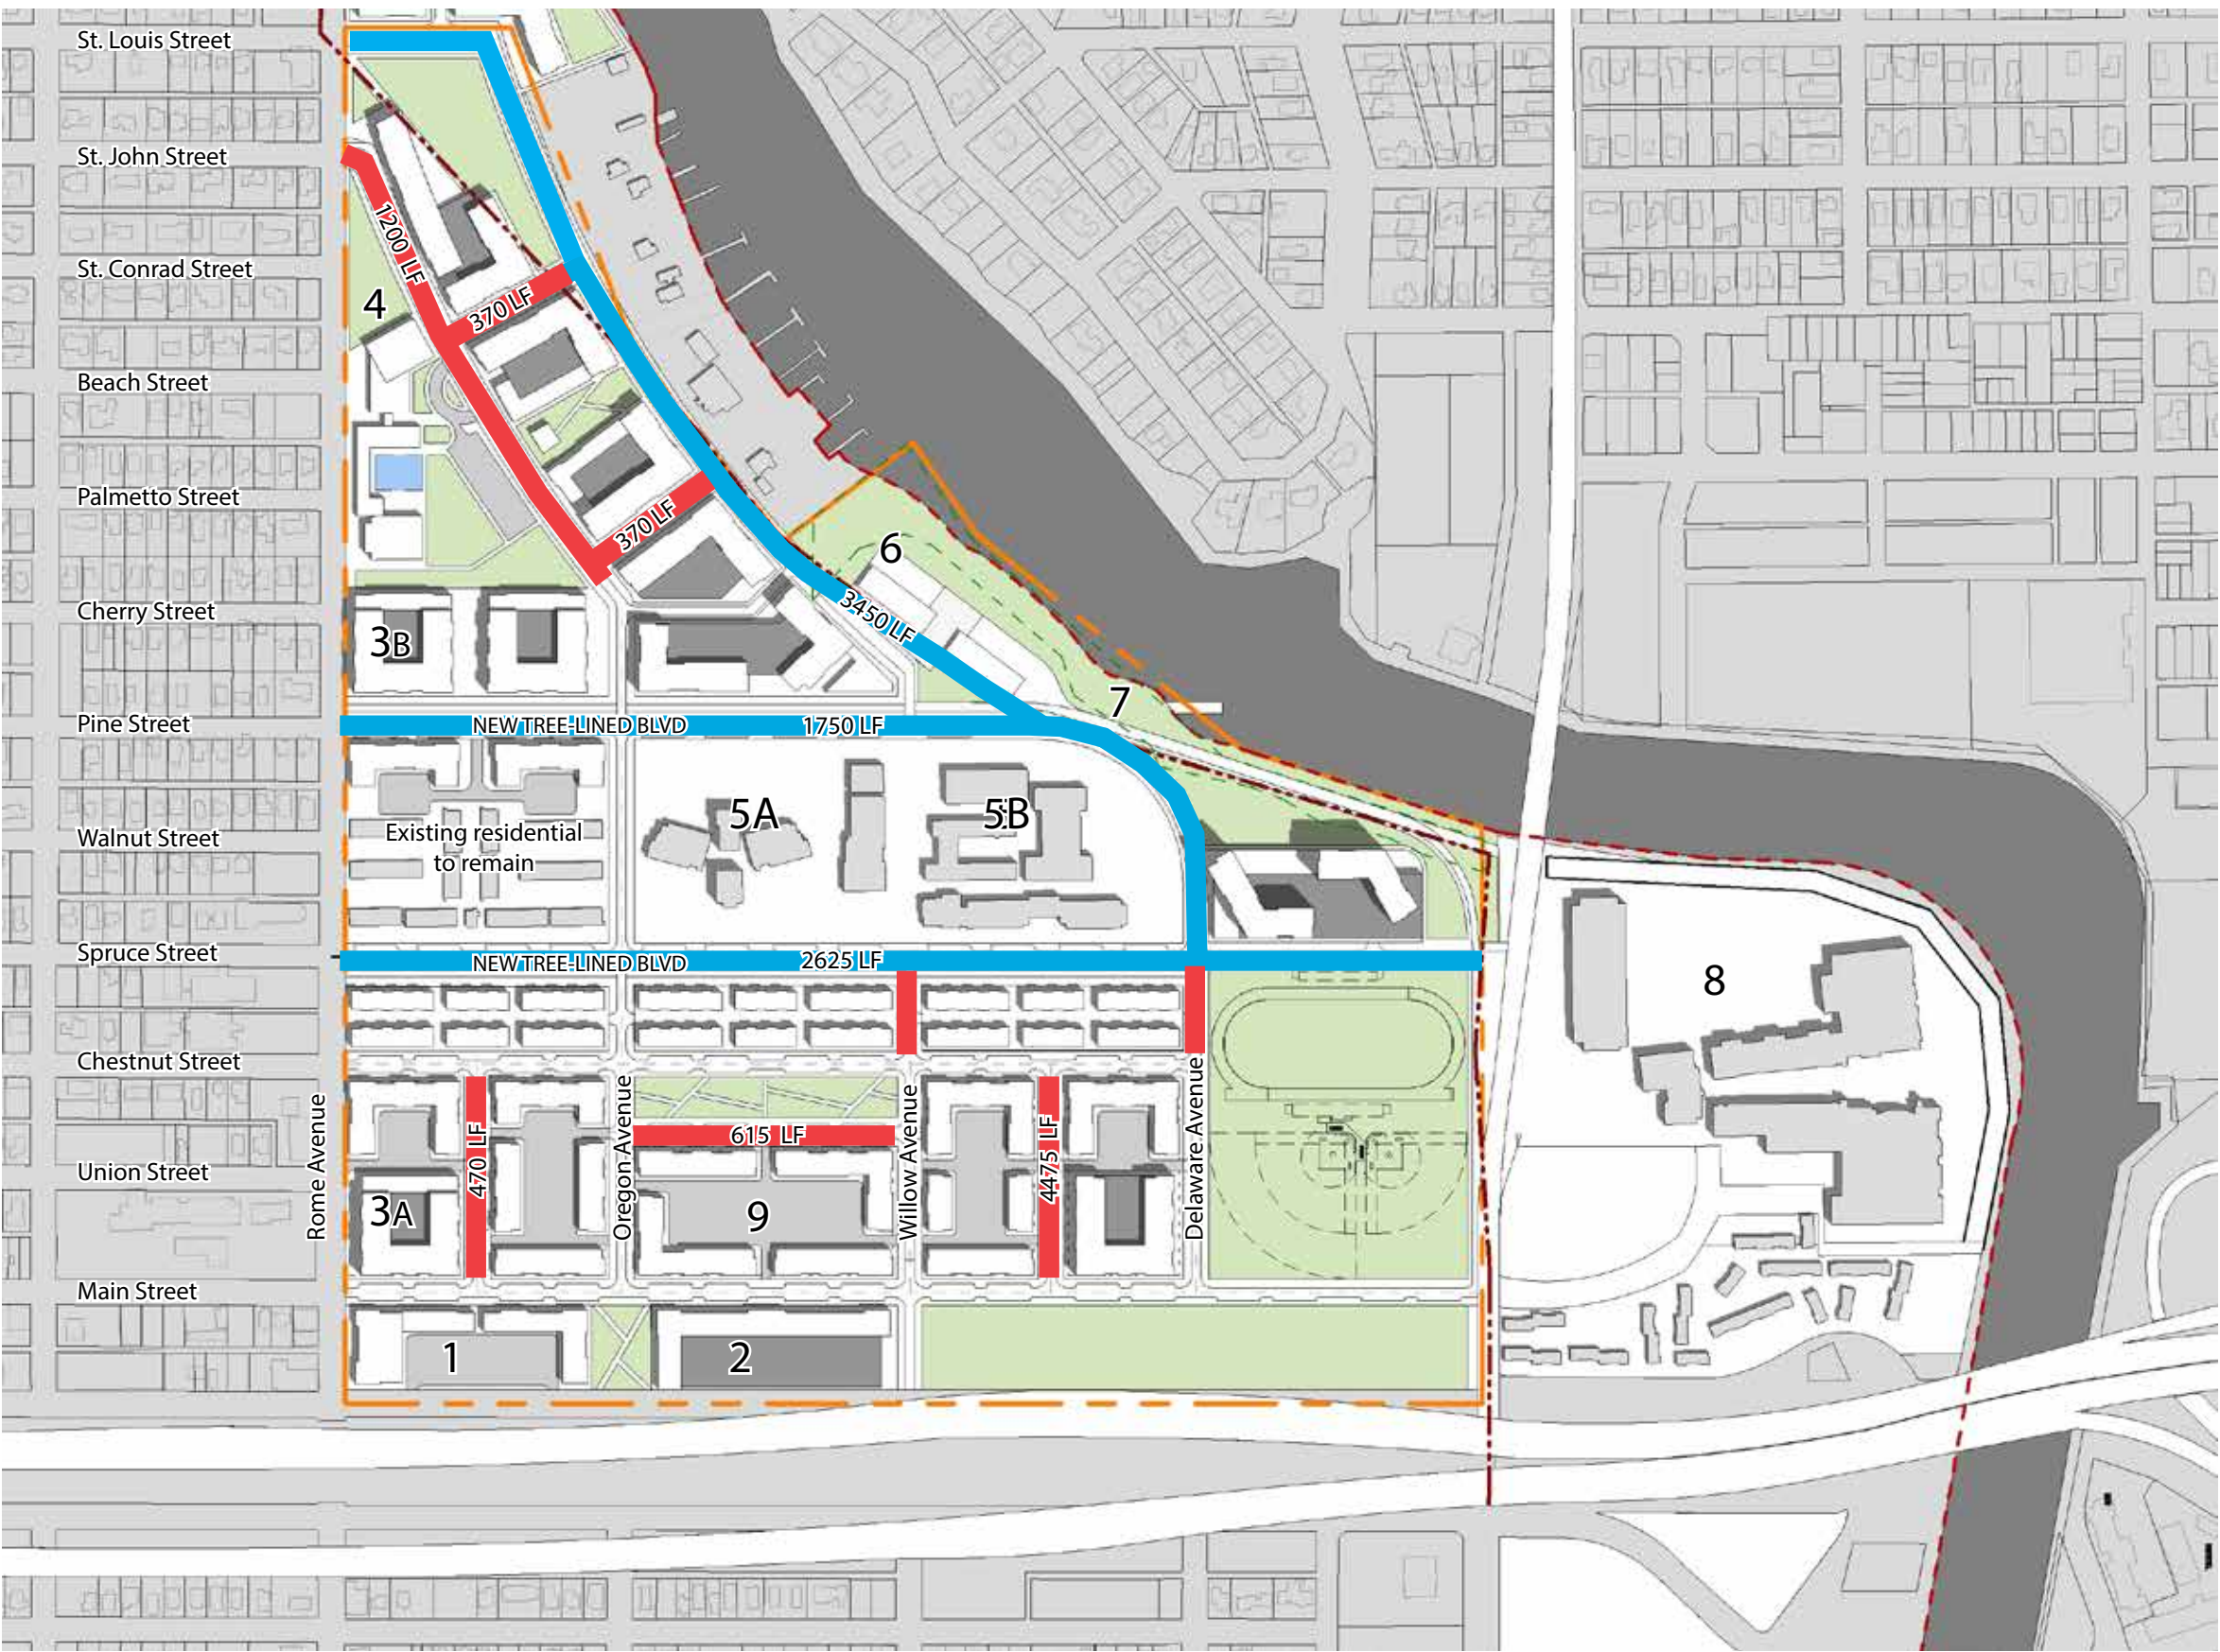 St. Louis Street
St. John Street
1200 LF
St. Conrad Street
370 LF
4
Beach Street
Palmetto Street
370 LF
6
Cherry Street
3450 LF
3B
7
Pine Street
NEW TREE-LINED BLVD
1750 LF
5A
5B
Existing residential
to remain
Walnut Street
Spruce Street
NEW TREE-LINED BLVD
2625 LF
8
Chestnut Street
Rome Avenue
470 LF
Oregon Avenue
615 LF
Willow Avenue
4475 LF
Delaware Avenue
Union Street
3A
9
Main Street
1
2